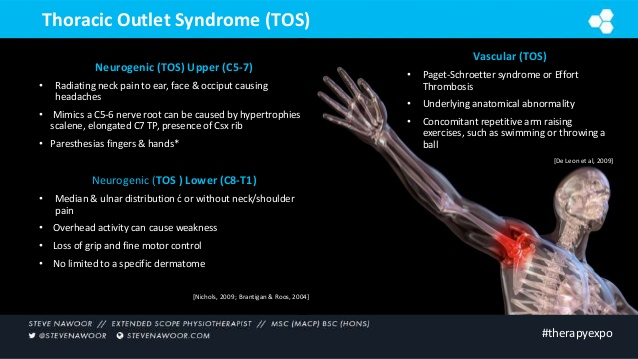 Thoracic Outlet Syndrome (TOS)
Neurogenic (TOS) Upper (C5-7)
• Radiating neck pain to ear, face & occiput causing
headaches
• Mimics a C5-6 nerve root can be caused by hypertrophies
scalene, elongated C7 TP, presence of Csx rib
• Paresthesias fingers & hands*
Neurogenic (TOS ) Lower (C8-T1)
• Median & ulnar distribution ċ or without neck/shoulder
pain
• Overhead activity can cause weakness
• Loss of grip and fine motor control
• No limited to a specific dermatome
[Nichols, 2009; Brantigan & Roos, 2004]
Vascular (TOS)
• Paget-Schroetter syndrome or Effort
Thrombosis
• Underlying anatomical abnormality
• Concomitant repetitive arm raising
exercises, such as swimming or throwing a
ball
[De Leon et al, 2009]
STEVE NAWOOR // EXTENDED SCOPE PHYSIOTHERAPIST // MSC (MACP) BSC (HONS)
@STEVENAWOOR STEVENAWOOR.COM
#therapyexpo